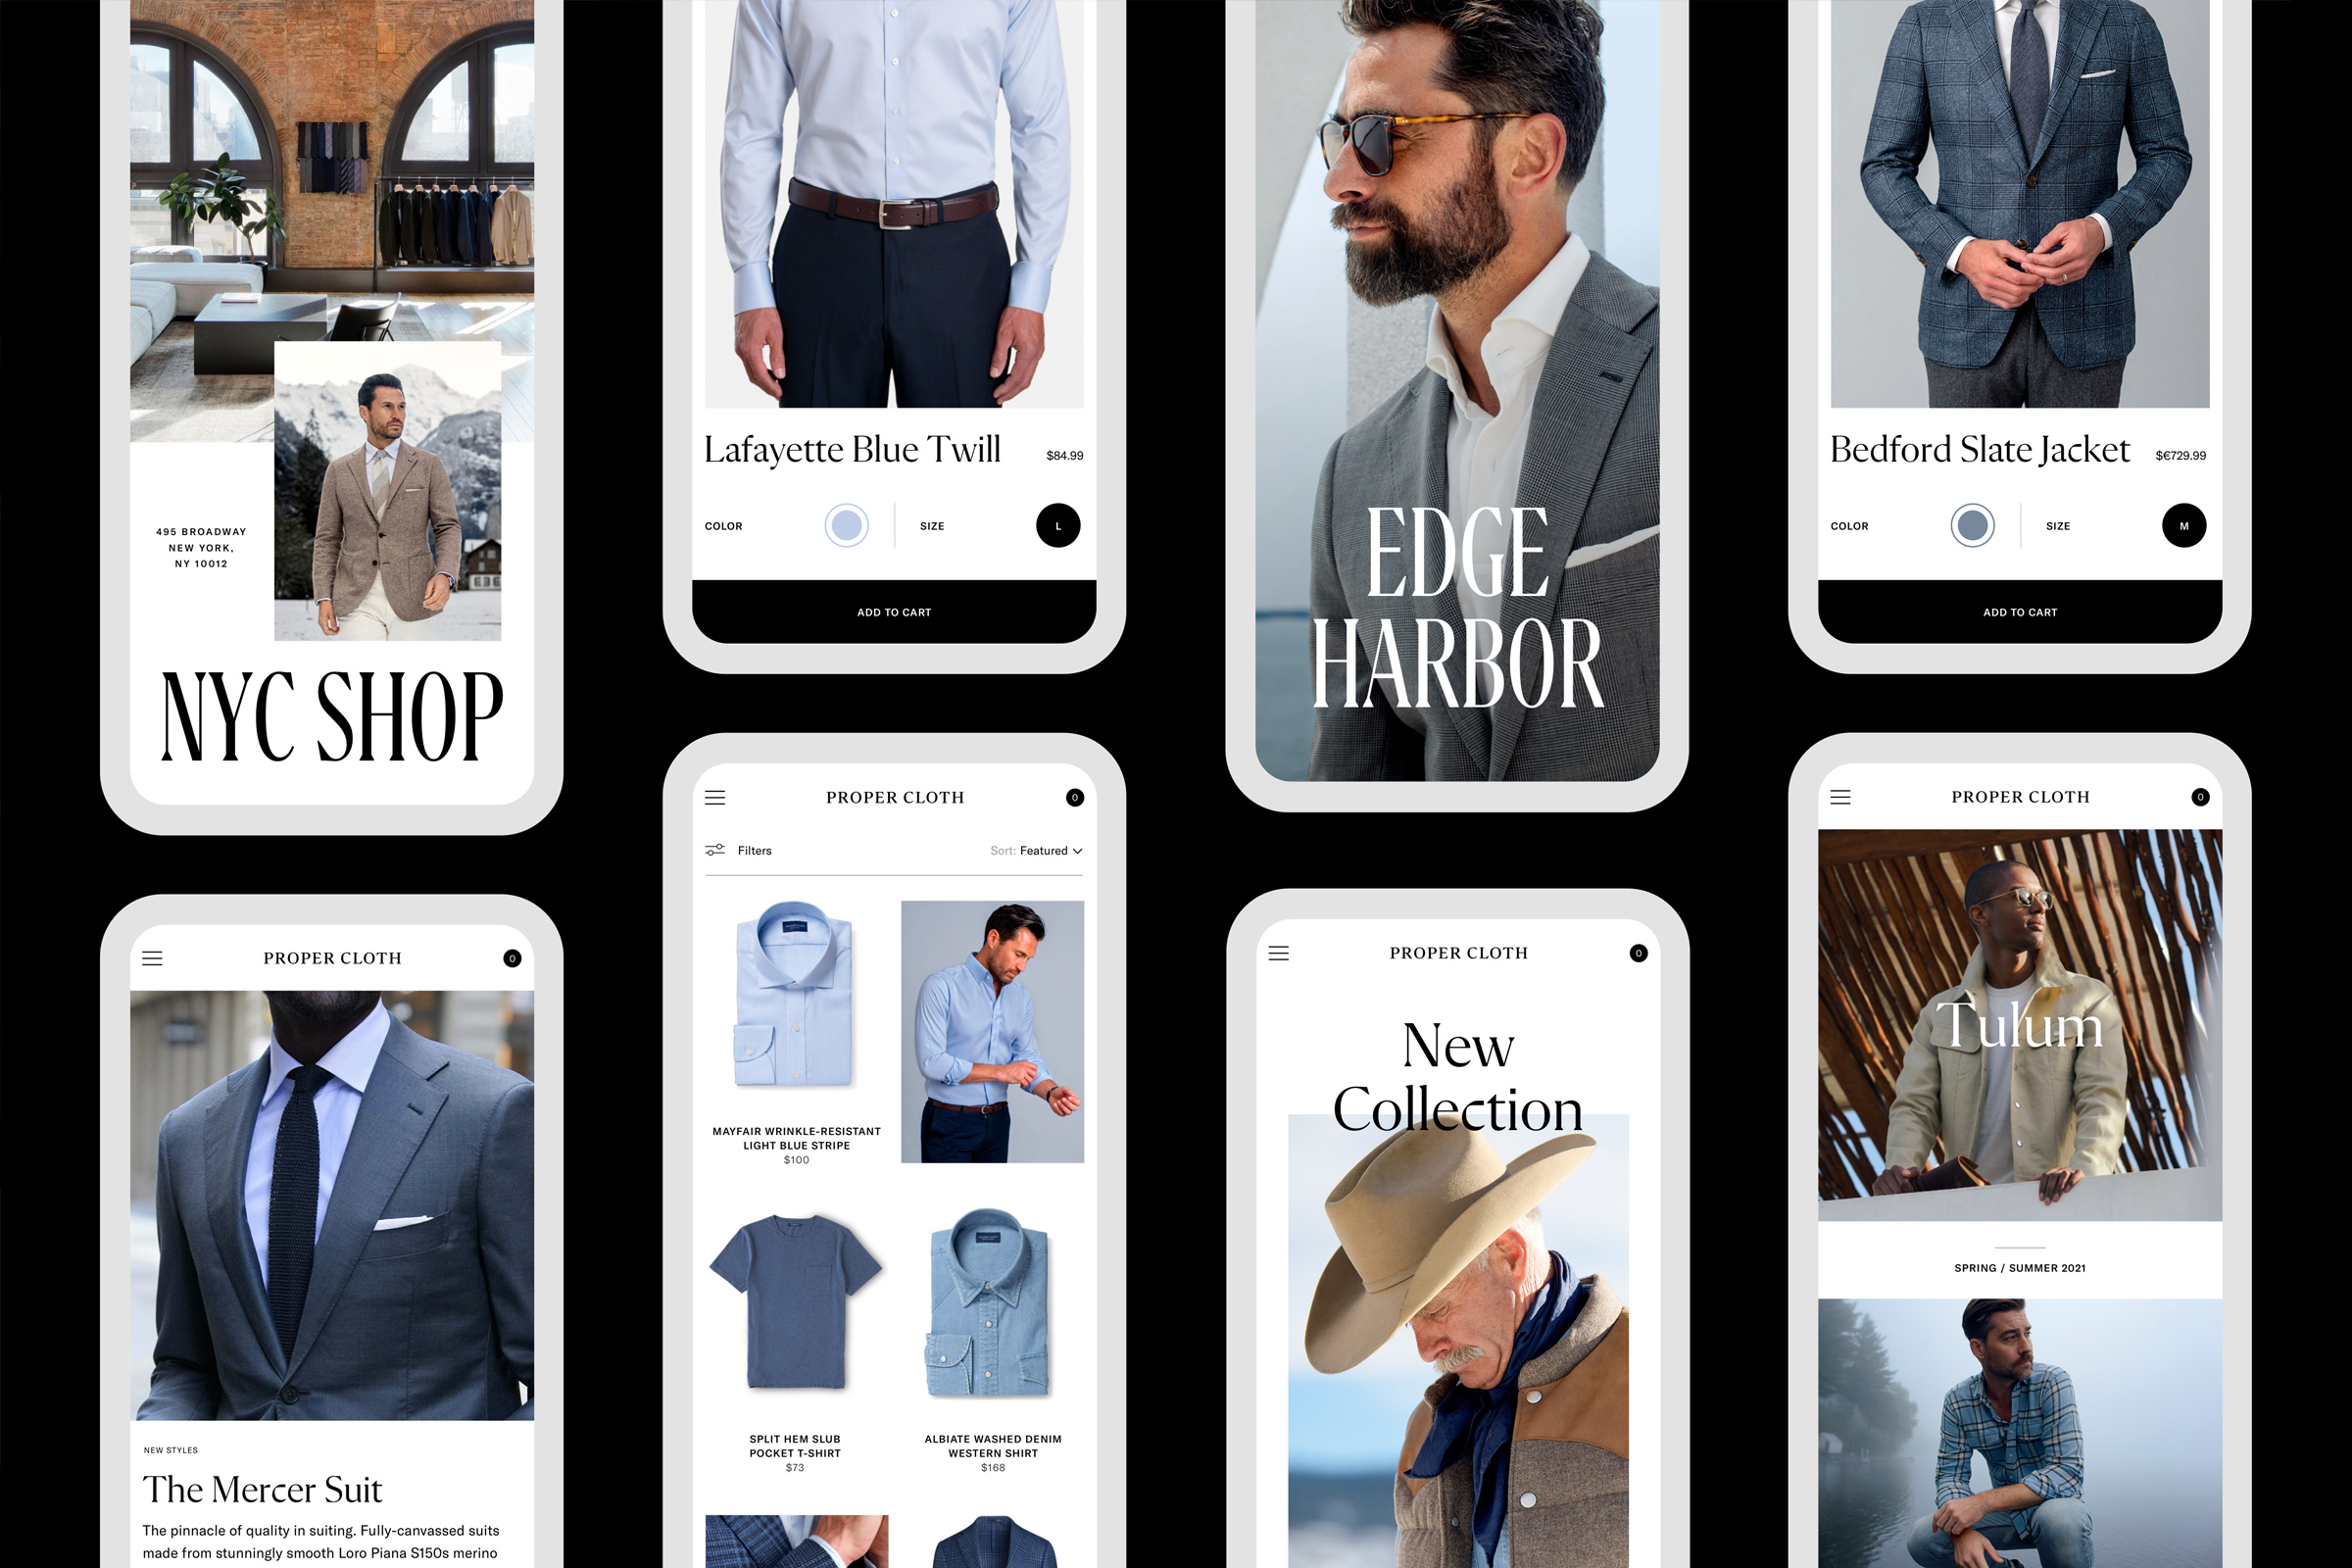 495 BROADWAY
NEW YORK,
NY 10012
NYC SHOP
PROPER CLOTH
0
NEW STYLES
The Mercer Suit
The pinnacle of quality in suiting. Fully-canvassed suits
made from stunningly smooth Loro Piana S150s merino
Lafayette Blue Twill
$84.99
COLOR
SIZE
L
ADD TO CART
PROPER CLOTH
0
Filters
Sort: Featured
MAYFAIR WRINKLE-RESISTANT
LIGHT BLUE STRIPE
$100
SPLIT HEM SLUB
POCKET T-SHIRT
$73
ALBIATE WASHED DENIM
WESTERN SHIRT
$168
EDGE
HARBOR
PROPER CLOTH
0
New
Collection
Bedford Slate Jacket
$€729.99
COLOR
SIZE
M
ADD TO CART
PROPER CLOTH
0
Tulum
SPRING / SUMMER 2021